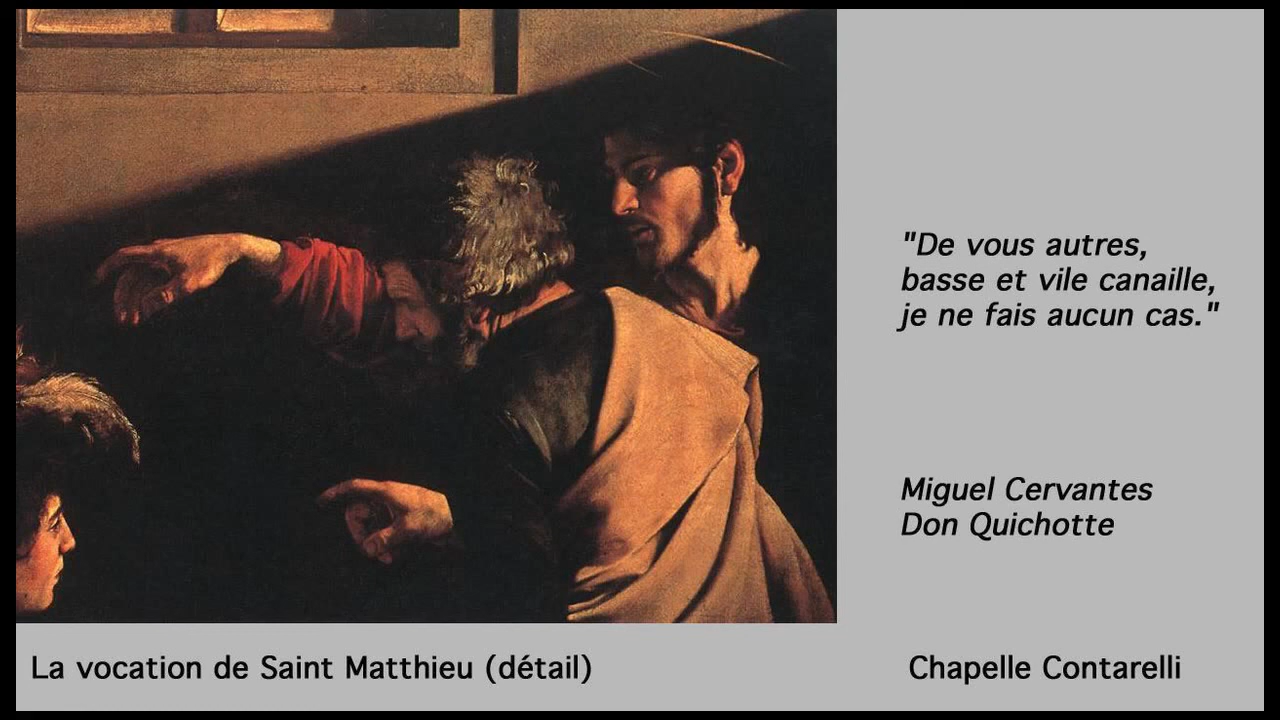 "De vous autres,
basse et vile canaille,
je ne fais aucun cas."
Miguel Cervantes
Don Quichotte
La vocation de Saint Matthieu (détail)
Chapelle Contarelli